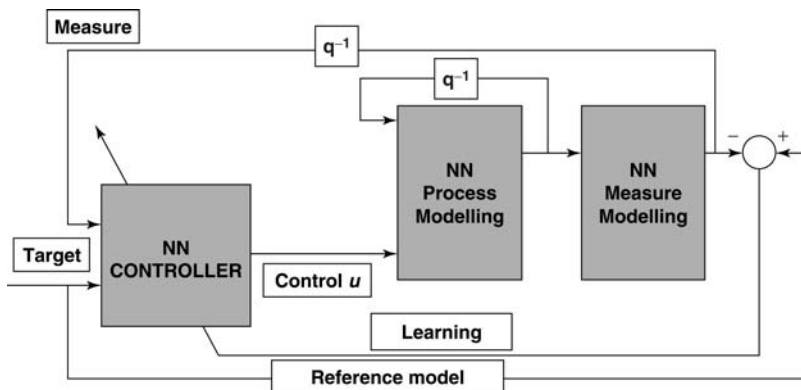 Measure
q⁻¹
q⁻¹
− +
NN
Process
Modelling
NN
Measure
Modelling
Target
NN
CONTROLLER
Control u
Learning
Reference model